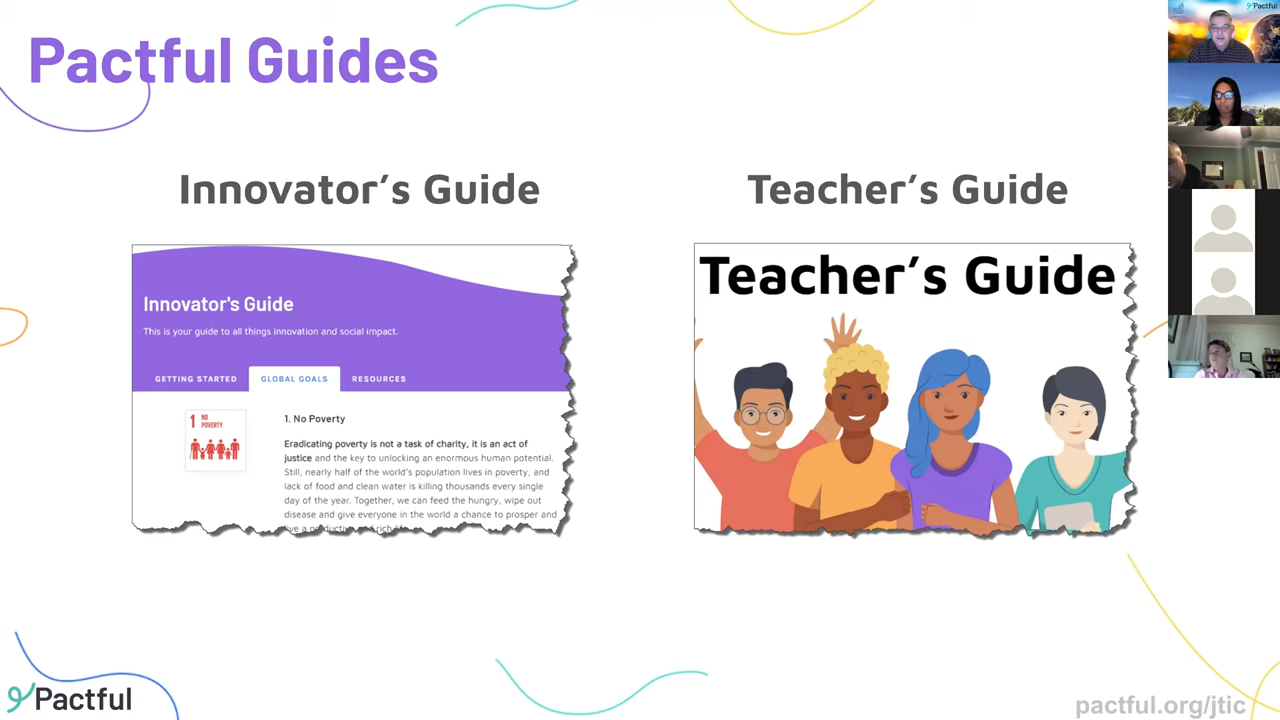 Pactful Guides
Pactful
Innovator’s Guide
Teacher’s Guide
Innovator's Guide
This is your guide to all things innovation and social impact.
GETTING STARTED
GLOBAL GOALS
RESOURCES
1 NO
POVERTY
1. No Poverty
Eradicating poverty is not a task of charity, it is an act of
justice and the key to unlocking an enormous human potential.
Still, nearly half of the world’s population lives in poverty, and
lack of food and clean water is killing thousands every single
day of the year. Together, we can feed the hungry, wipe out
disease and give everyone in the world a chance to prosper and
Teacher’s Guide
Pactful
pactful.org/jtic